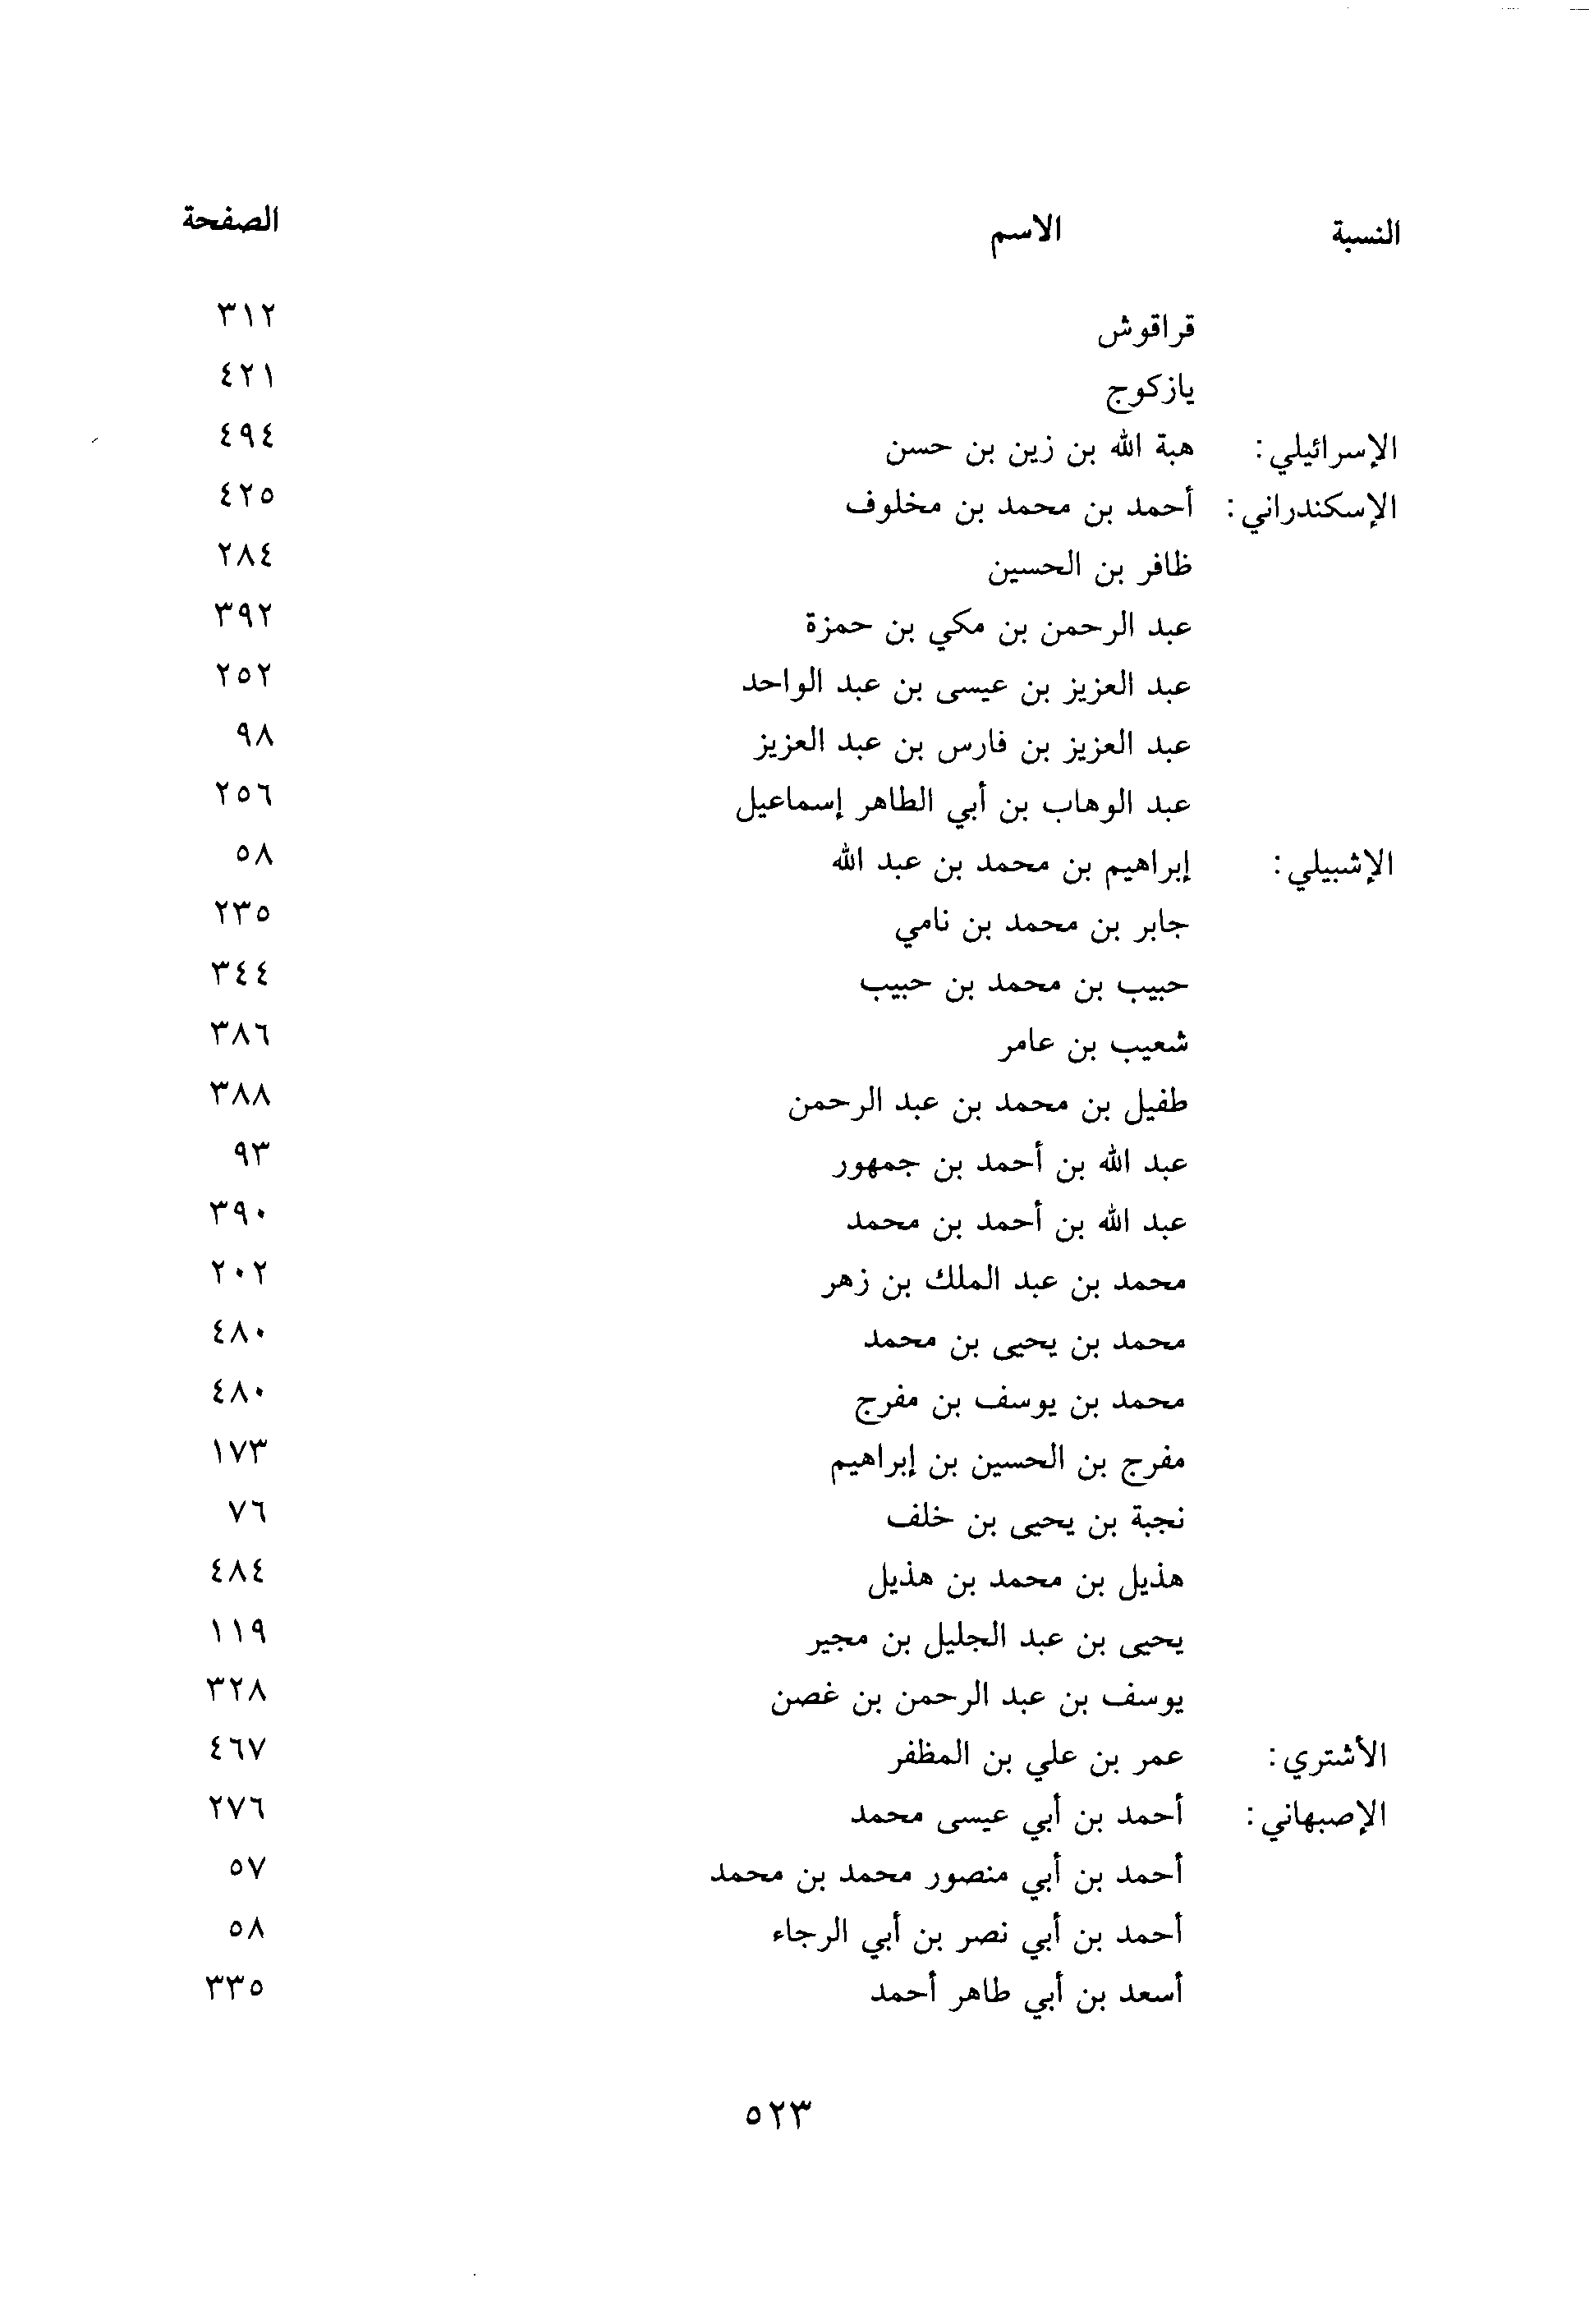 النسبة الاسم الصفحة
قراقوش ٣١٢
يازكوج ٤٢١
الإسرائيلي: هبة الله بن زين بن حسن ٤٩٤
الإسكندراني: أحمد بن محمد بن مخلوف ٤٢٥
ظافر بن الحسين ٢٨٤
عبد الرحمن بن مكي بن حمزة ٣٩٢
عبد العزيز بن عيسى بن عبد الواحد ٢٥٢
عبد العزيز بن فارس بن عبد العزيز ٩٨
عبد الوهاب بن أبي الطاهر إسماعيل ٢٥٦
الإشبيلي: إبراهيم بن محمد بن عبد الله ٥٨
جابر بن محمد بن نامي ٢٣٥
حبيب بن محمد بن حبيب ٣٤٤
شعيب بن عامر ٣٨٦
طفيل بن محمد بن عبد الرحمن ٣٨٨
عبد الله بن أحمد بن جمهور ٩٣
عبد الله بن أحمد بن محمد ٣٩٠
محمد بن عبد الملك بن زهر ٢٠٢
محمد بن يحيى بن محمد ٤٨٠
محمد بن يوسف بن مفرج ٤٨٠
مفرج بن الحسين بن إبراهيم ١٧٣
نجبة بن يحيى بن خلف ٧٦
هذيل بن محمد بن هذيل ٤٨٤
يحيى بن عبد الجليل بن مجير ١١٩
يوسف بن عبد الرحمن بن غصن ٣٢٨
الأشتري: عمر بن علي بن المظفر ٤٦٧
الإصبهاني: أحمد بن أبي عيسى محمد ٢٧٦
أحمد بن أبي منصور محمد بن محمد ٥٧
أحمد بن أبي نصر بن أبي الرجاء ٥٨
أسعد بن أبي طاهر أحمد ٣٣٥
٥٢٣